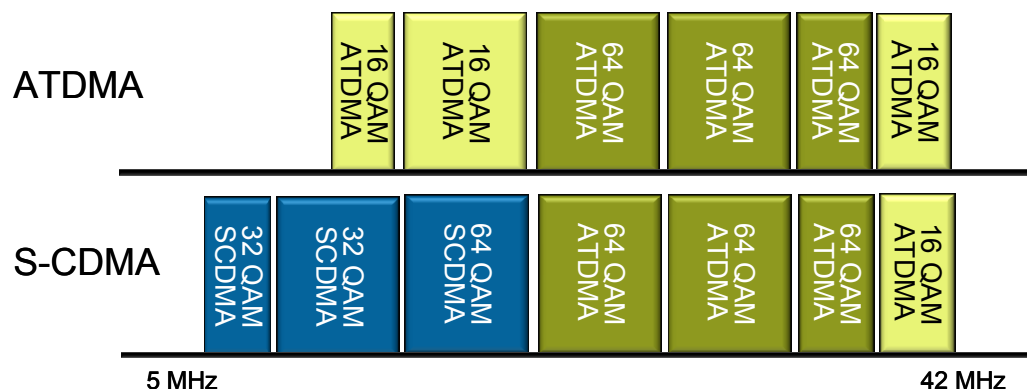 ATDMA
16 QAM
ATDMA
16 QAM
ATDMA
64 QAM
ATDMA
64 QAM
ATDMA
64 QAM
ATDMA
16 QAM
ATDMA
S-CDMA
32 QAM
SCDMA
32 QAM
SCDMA
64 QAM
SCDMA
64 QAM
ATDMA
64 QAM
ATDMA
64 QAM
ATDMA
16 QAM
ATDMA
5 MHz
42 MHz